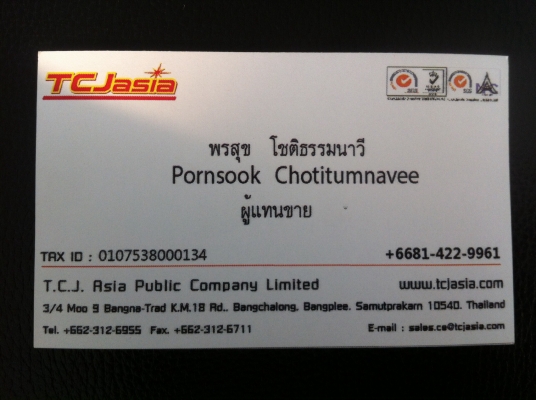 TCJasia
พรสุข โชติธรรมนาวี
Pornsook Chotitumnavee
ผู้แทนขาย
TAX ID : 0107538000134
+6681-422-9961
T.C.J. Asia Public Company Limited
www.tcjasia.com
3/4 Moo 9 Bangna-Trad K.M.18 Rd., Bangchalong, Bangplee, Samutprakarn 10540, Thailand
Tel. +662-312-6955 Fax. +662-312-6711
E-mail : sales.ce@tcjasia.com